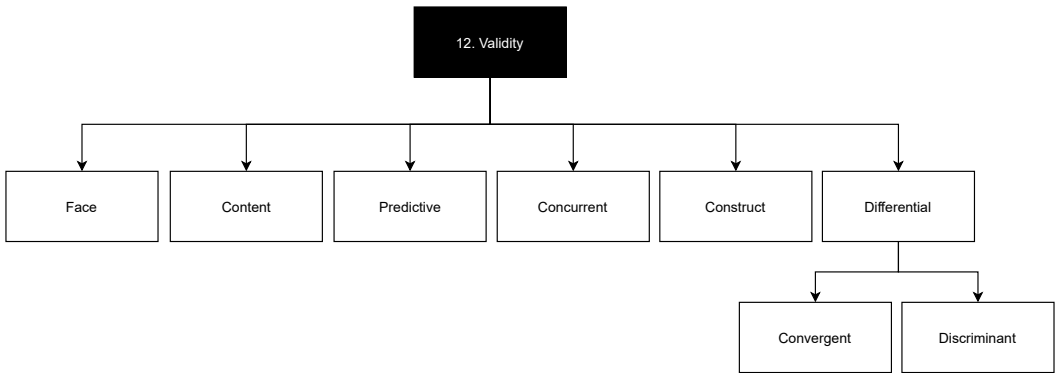 12. Validity
Face
Content
Predictive
Concurrent
Construct
Differential
Convergent
Discriminant